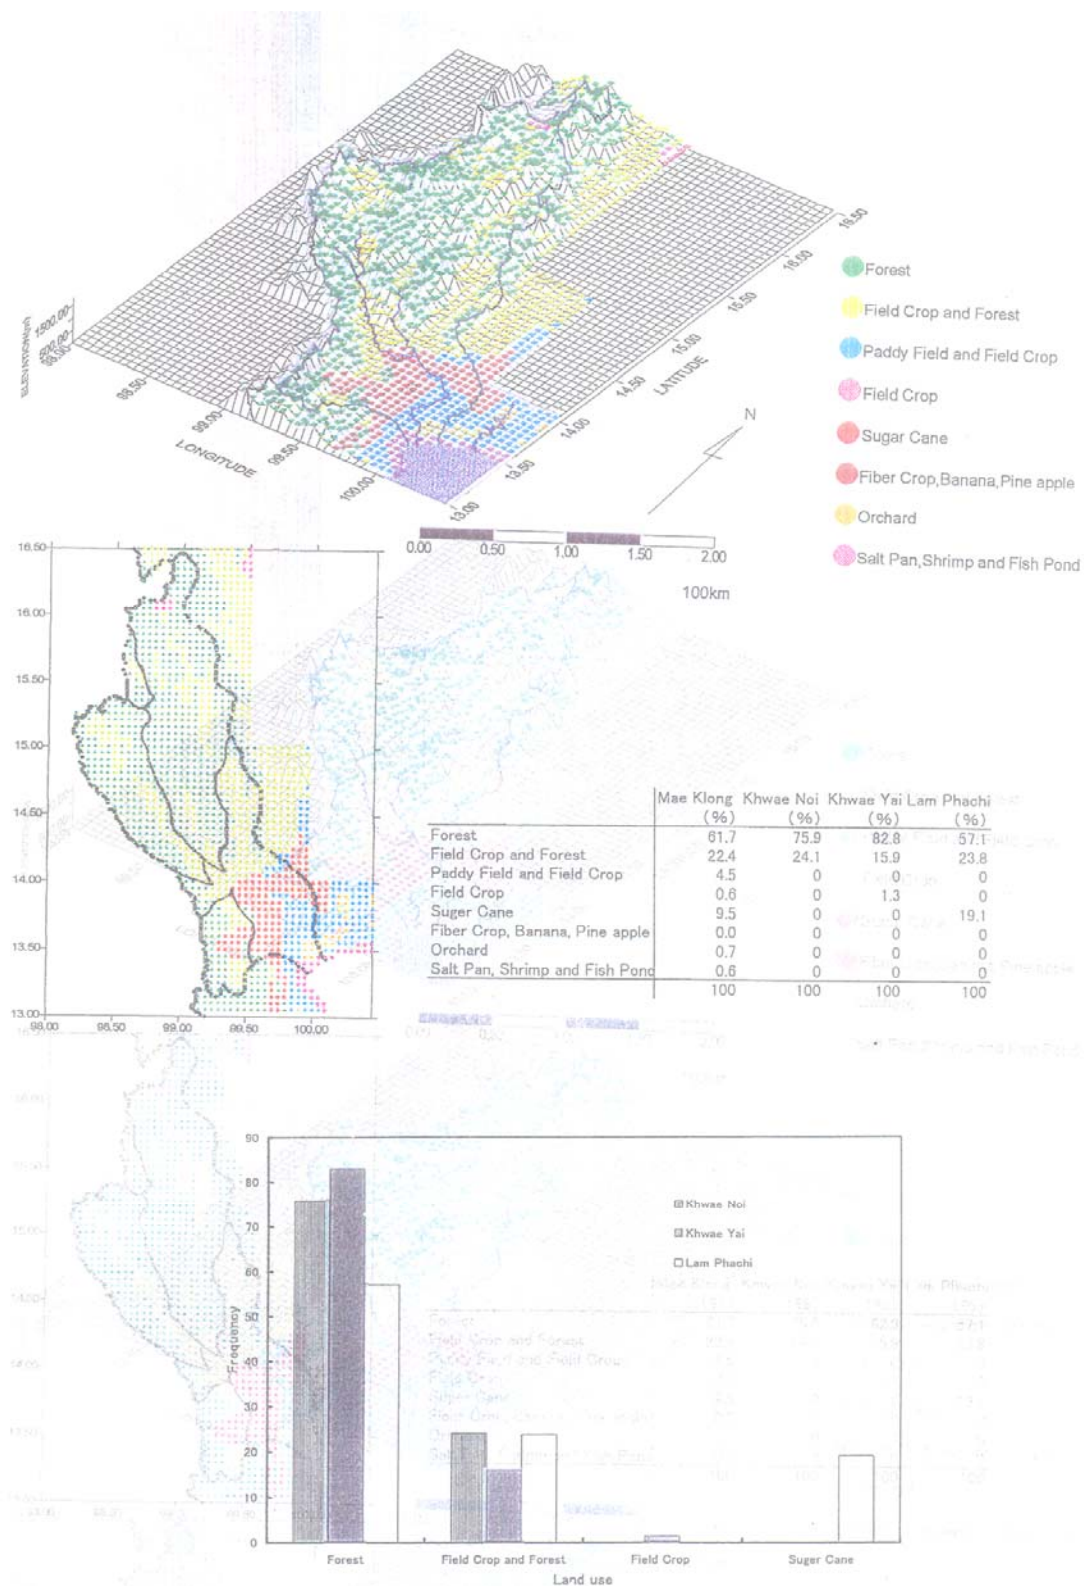 1500.00
98.50
99.00
99.50
100.00
LONGITUDE
13.00
13.50
14.00
14.50
15.00
15.50
16.00
16.50
LATITUDE
N
Forest
Field Crop and Forest
Paddy Field and Field Crop
Field Crop
Sugar Cane
Fiber Crop,Banana,Pine apple
Orchard
Salt Pan,Shrimp and Fish Pond
0.00 0.50 1.00 1.50 2.00
100km
16.50
16.00
15.50
15.00
14.50
14.00
13.50
13.00
98.00 98.50 99.00 99.50 100.00
Mae Klong Khwae Noi Khwae Yai Lam Phachi
(%) (%) (%) (%)
Forest 61.7 75.9 82.8 57.1
Field Crop and Forest 22.4 24.1 15.9 23.8
Paddy Field and Field Crop 4.5 0 0 0
Field Crop 0.6 0 1.3 0
Suger Cane 9.5 0 0 19.1
Fiber Crop, Banana, Pine apple 0.0 0 0 0
Orchard 0.7 0 0 0
Salt Pan, Shrimp and Fish Pond 0.6 0 0 0
100 100 100 100
90
80
70
60
50
40
30
20
10
0
Frequency
Khwae Noi
Khwae Yai
Lam Phachi
Forest Field Crop and Forest Field Crop Suger Cane
Land use